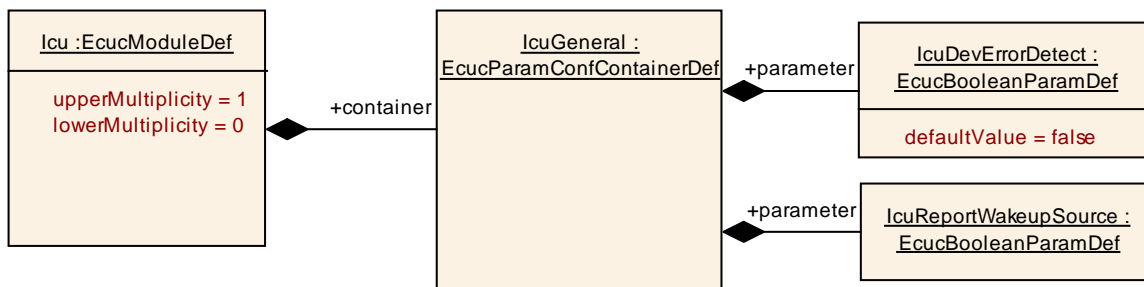 Icu :EcucModuleDef
upperMultiplicity = 1
lowerMultiplicity = 0
+container
IcuGeneral :
EcucParamConfContainerDef
+parameter
IcuDevErrorDetect :
EcucBooleanParamDef
defaultValue = false
+parameter
IcuReportWakeupSource :
EcucBooleanParamDef